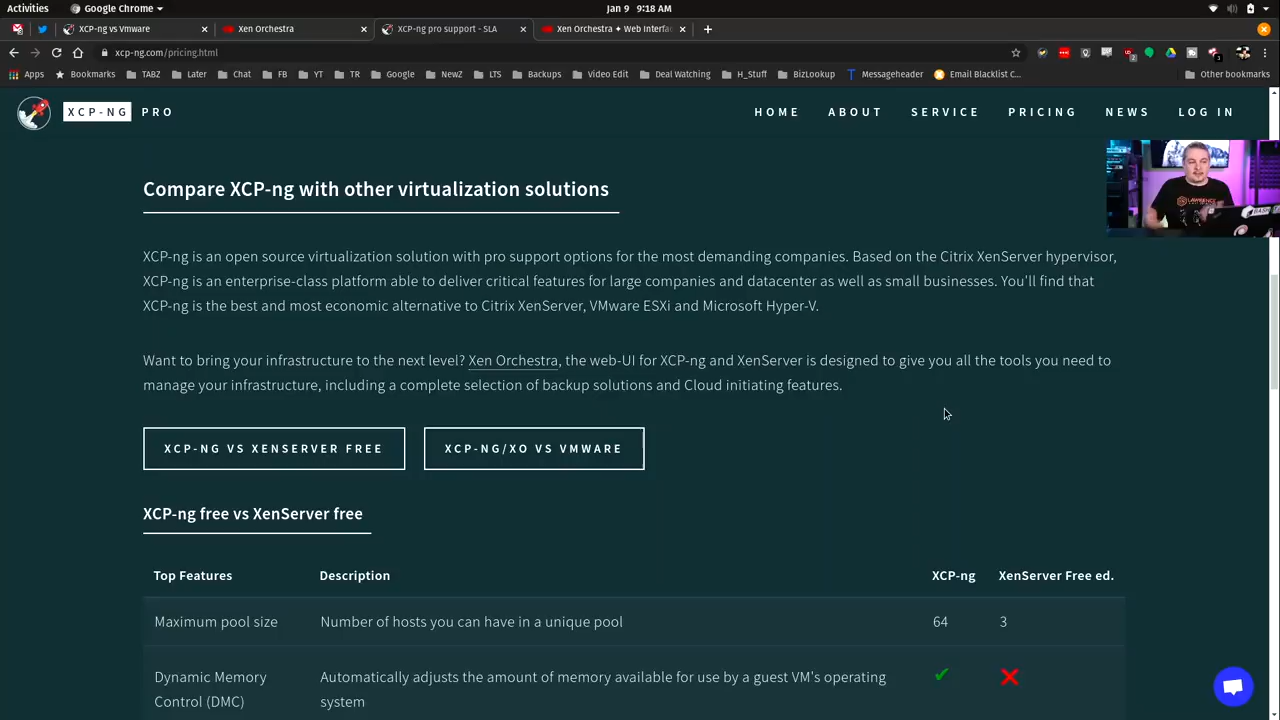 Activities
Google Chrome
Jan 9 9:18 AM
XCP-ng vs Vmware
Xen Orchestra
XCP-ng pro support - SLA
Xen Orchestra ✦ Web Interfac
xcp-ng.com/pricing.html
Apps
Bookmarks
TABZ
Later
Chat
FB
YT
TR
Google
NewZ
LTS
Backups
Video Edit
Deal Watching
H_Stuff
BizLookup
Messageheader
Email Blacklist C...
Other bookmarks
XCP-NG PRO
HOME
ABOUT
SERVICE
PRICING
NEWS
LOG IN
LAWRENCE
BASH
Compare XCP-ng with other virtualization solutions
XCP-ng is an open source virtualization solution with pro support options for the most demanding companies. Based on the Citrix XenServer hypervisor,
XCP-ng is an enterprise-class platform able to deliver critical features for large companies and datacenter as well as small businesses. You'll find that
XCP-ng is the best and most economic alternative to Citrix XenServer, VMware ESXi and Microsoft Hyper-V.
Want to bring your infrastructure to the next level? Xen Orchestra, the web-UI for XCP-ng and XenServer is designed to give you all the tools you need to
manage your infrastructure, including a complete selection of backup solutions and Cloud initiating features.
XCP-NG VS XENSERVER FREE
XCP-NG/XO VS VMWARE
XCP-ng free vs XenServer free
Top Features Description XCP-ng XenServer Free ed.
Maximum pool size Number of hosts you can have in a unique pool 64 3
Dynamic Memory Automatically adjusts the amount of memory available for use by a guest VM's operating
Control (DMC) system